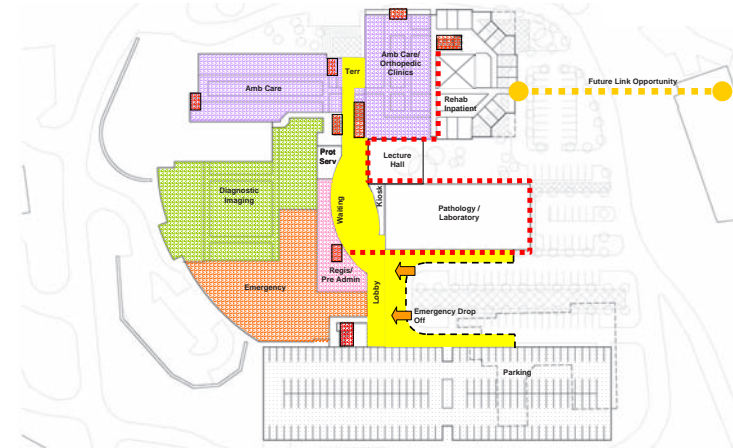 Amb Care/
Orthopedic
Clinics
Terr
Future Link Opportunity
Amb Care
Rehab
Inpatient
Prot
Serv
Lecture
Hall
Diagnostic
Imaging
Kiosk
Waiting
Pathology /
Laboratory
Regis/
Pre Admin
Emergency
Lobby
Emergency Drop
Off
Parking